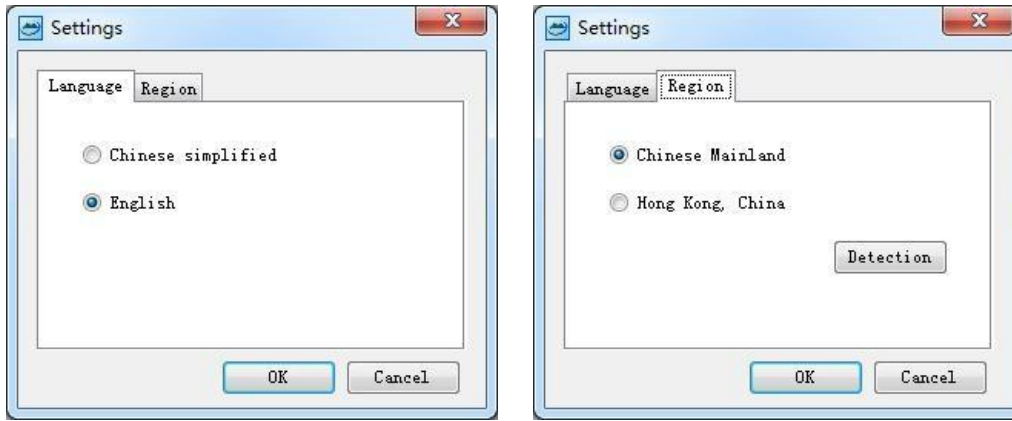 Settings
Language Region
Chinese simplified
English
OK Cancel
Settings
Language Region
Chinese Mainland
Hong Kong, China
Detection
OK Cancel